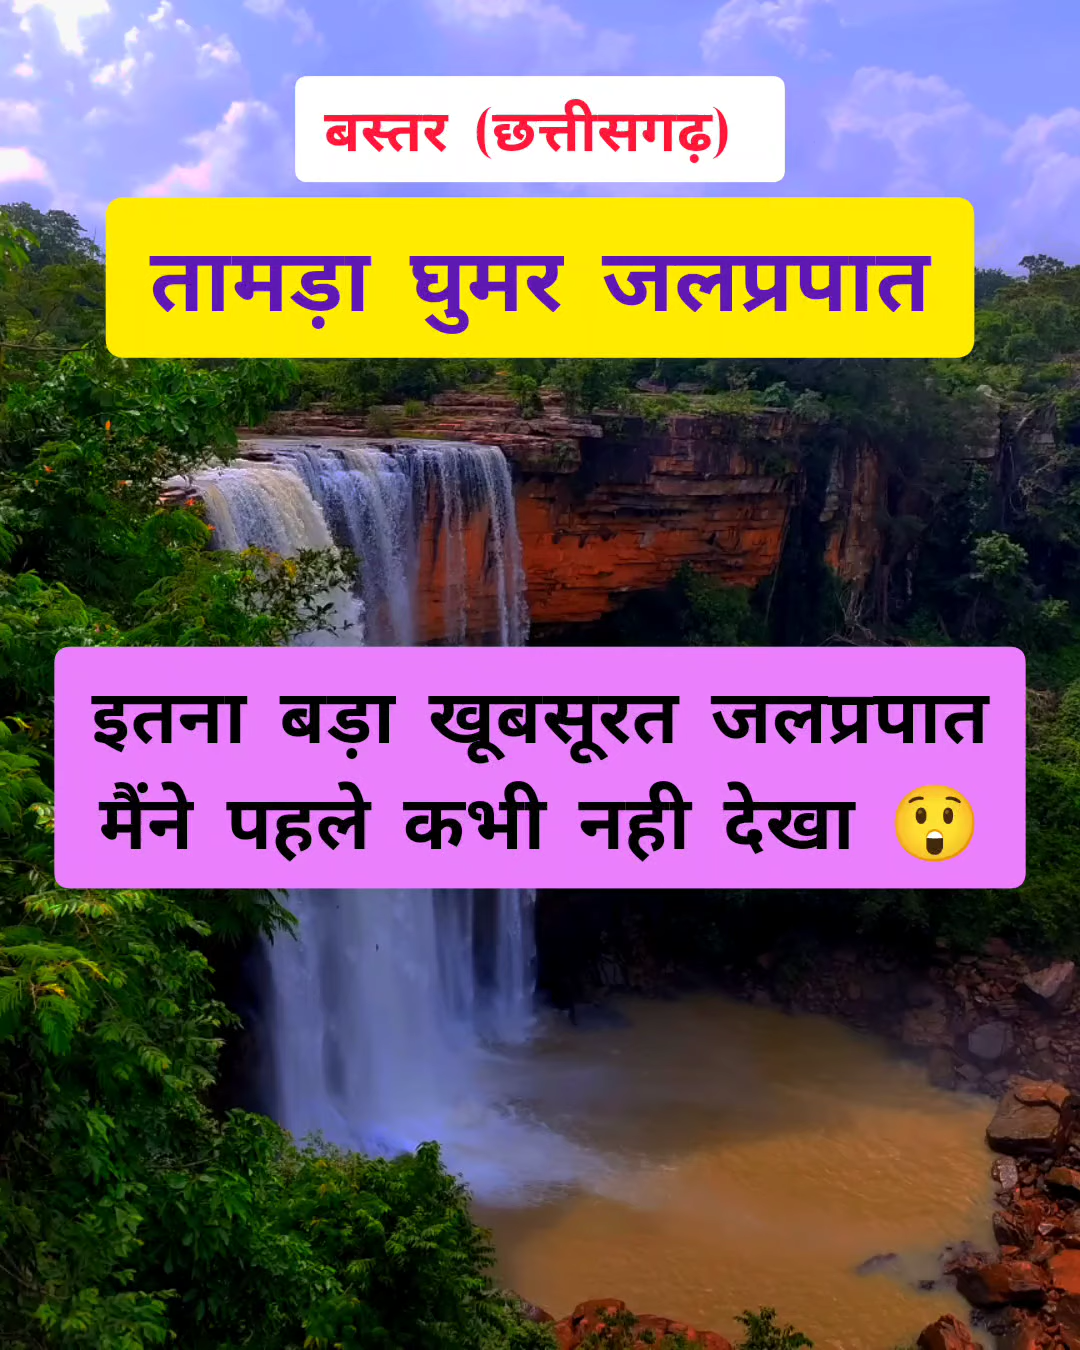 बस्तर (छत्तीसगढ़)
तामड़ा घुमर जलप्रपात
इतना बड़ा खूबसूरत जलप्रपात
मैंने पहले कभी नही देखा 😲